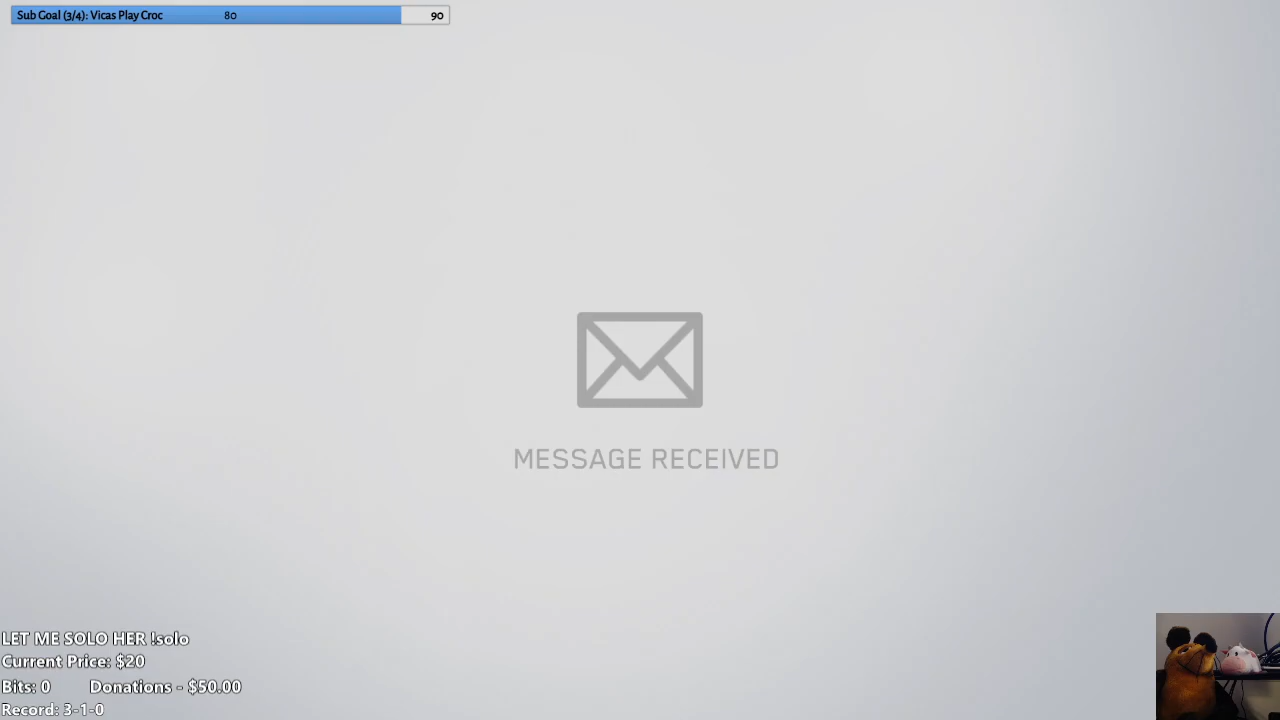 Sub Goal (3/4): Vicas Play Croc 80 90
MESSAGE RECEIVED
LET ME SOLO HER !solo
Current Price: $20
Bits: 0 Donations - $50.00
Record: 3-1-0